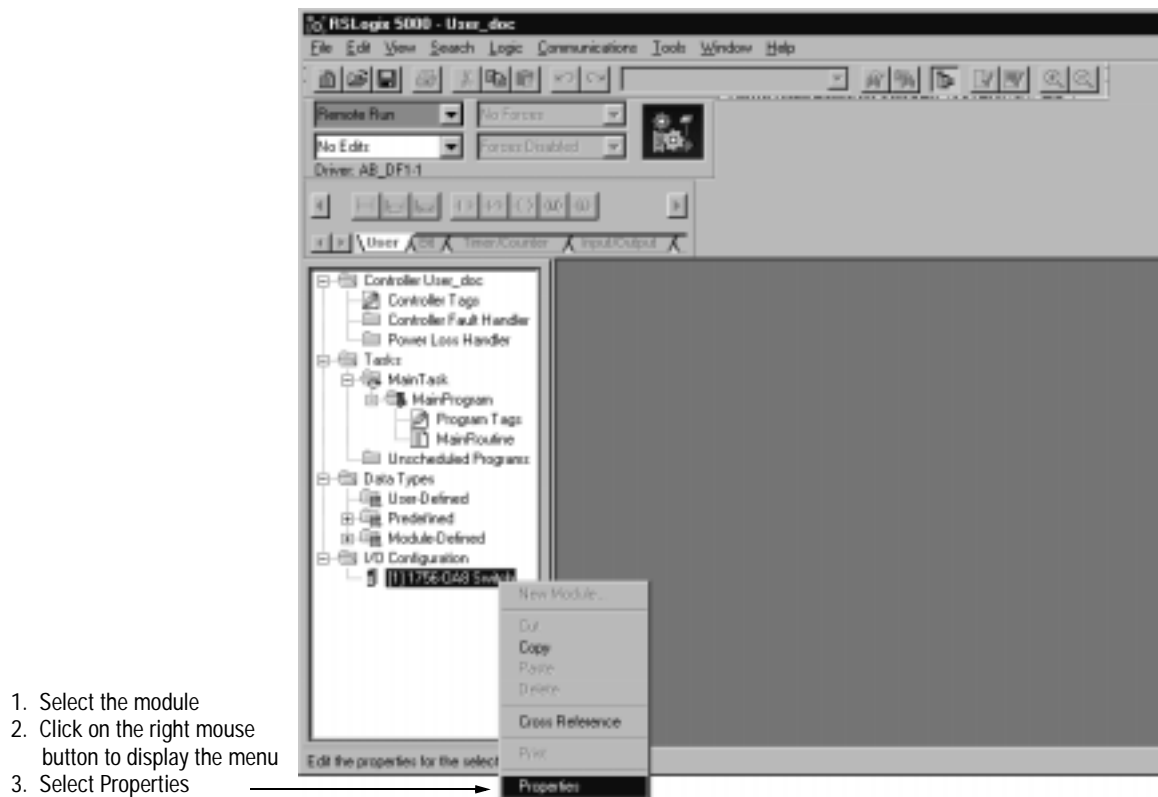 RSLogix 5000 - User_doc
File Edit View Search Logic Communications Tools Window Help
Remote Run No Forces
No Edits Forces Disabled
Driver: AB_DF1-1
User Bit Timer/Counter Input/Output
Controller User_doc
Controller Tags
Controller Fault Handler
Power Loss Handler
Tasks
MainTask
MainProgram
Program Tags
MainRoutine
Unscheduled Programs
Data Types
User-Defined
Predefined
Module-Defined
I/O Configuration
[1] 1756-OA8 Switch
New Module...
Cut
Copy
Paste
Delete
Cross Reference
Print
Properties
Edit the properties for the select
1. Select the module
2. Click on the right mouse
button to display the menu
3. Select Properties